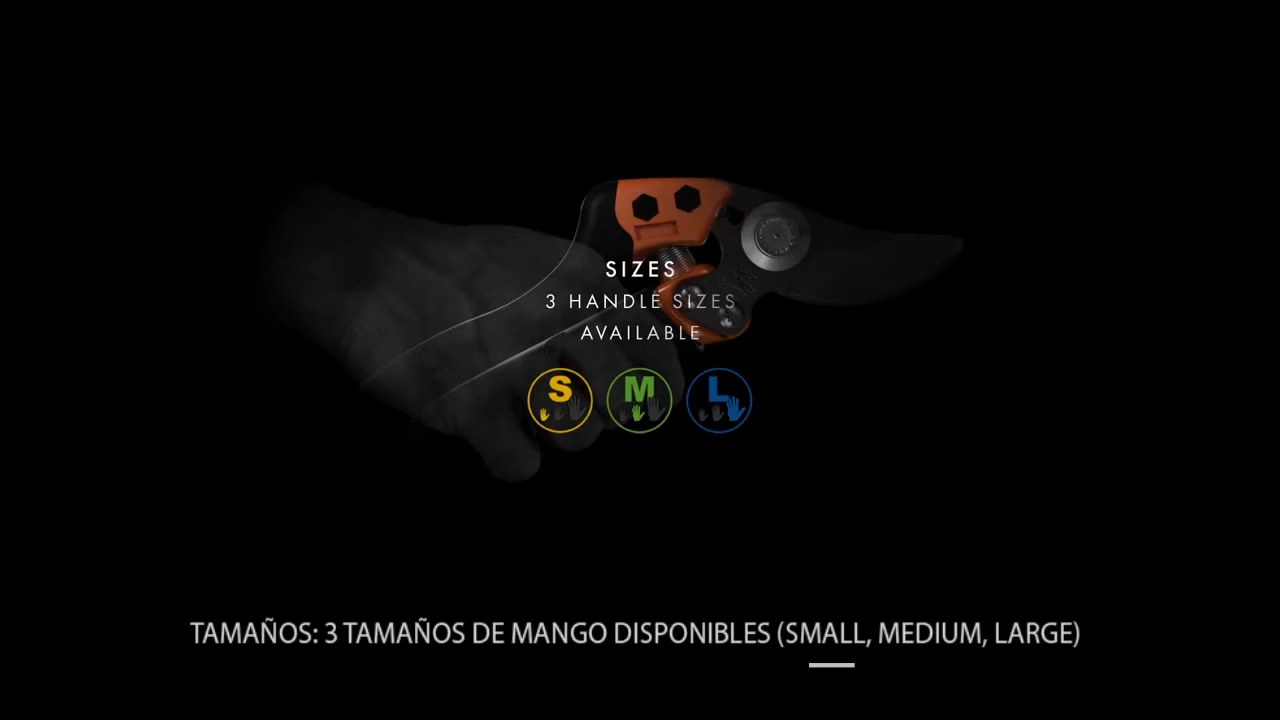 SIZES
3 HANDLE SIZES
AVAILABLE
S M L
TAMAÑOS: 3 TAMAÑOS DE MANGO DISPONIBLES (SMALL, MEDIUM, LARGE)